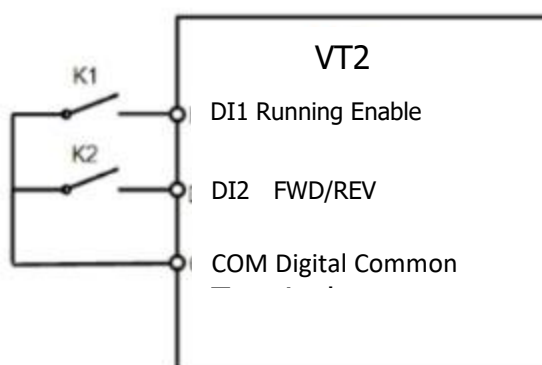 VT2
K1
DI1 Running Enable
K2
DI2 FWD/REV
COM Digital Common